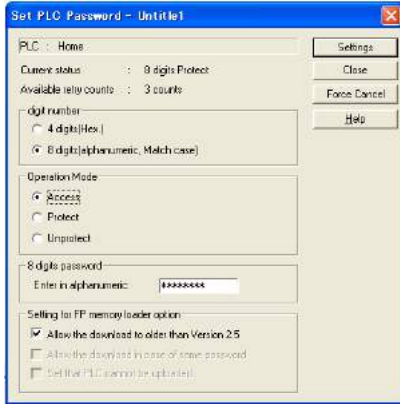 Set PLC Password - Untitle1
PLC : Home
Settings
Current status : 8 digits Protect
Close
Available retry counts : 3 counts
Force Cancel
digit number
Help
4 digits(Hex.)
8 digits(alphanumeric, Match case)
Operation Mode
Access
Protect
Unprotect
8 digits password
Enter in alphanumeric ********
Setting for FP memory loader option
Allow the download to older than Version 2.5
Allow the download in case of same password
Set that PLC cannot be uploaded.